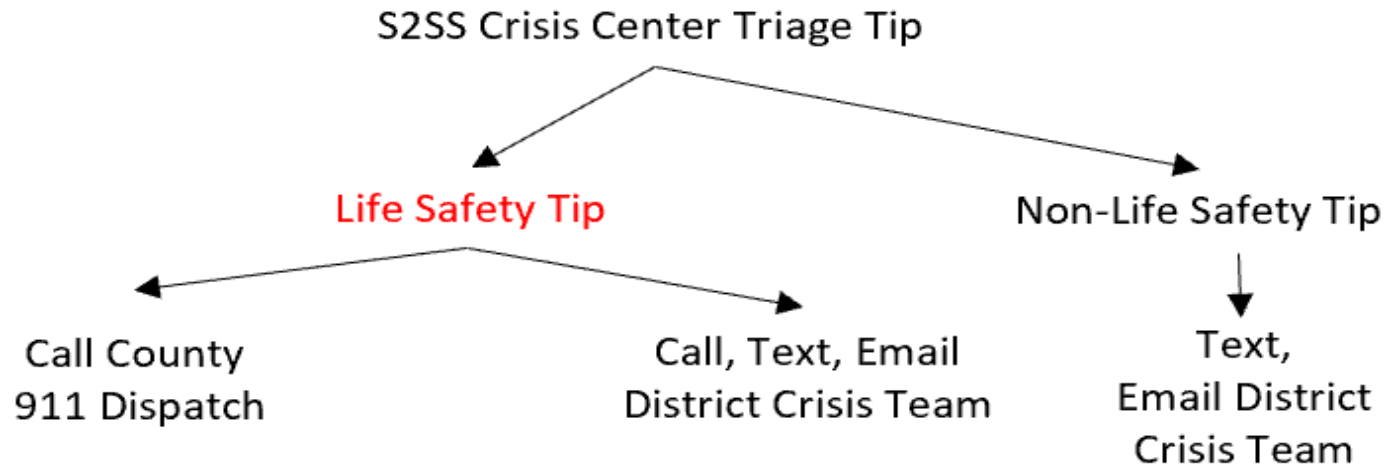 S2SS Crisis Center Triage Tip
Life Safety Tip
Non-Life Safety Tip
Call County
911 Dispatch
Call, Text, Email
District Crisis Team
Text,
Email District
Crisis Team